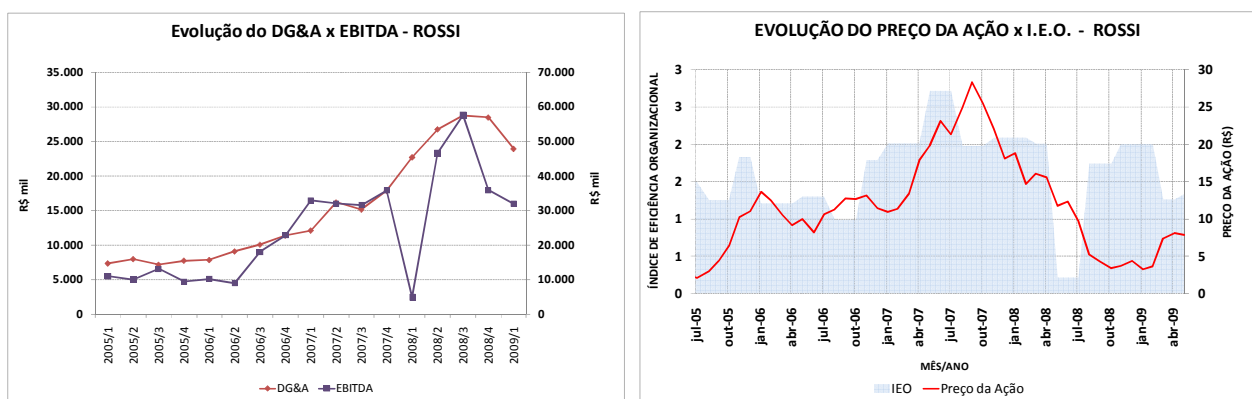 Evolução do DG&A x EBITDA - ROSSI
35.000
30.000
25.000
20.000
15.000
10.000
5.000
0
R$ mil
70.000
60.000
50.000
40.000
30.000
20.000
10.000
0
R$ mil
2005/1
2005/2
2005/3
2005/4
2006/1
2006/2
2006/3
2006/4
2007/1
2007/2
2007/3
2007/4
2008/1
2008/2
2008/3
2008/4
2009/1
DG&A
EBITDA
EVOLUÇÃO DO PREÇO DA AÇÃO x I.E.O. - ROSSI
ÍNDICE DE EFICIÊNCIA ORGANIZACIONAL
3
3
2
2
1
1
0
30
25
20
15
10
5
0
PREÇO DA AÇÃO (R$)
jul-05
out-05
jan-06
abr-06
jul-06
out-06
jan-07
abr-07
jul-07
out-07
jan-08
abr-08
jul-08
out-08
jan-09
abr-09
MÊS/ANO
IEO
Preço da Ação